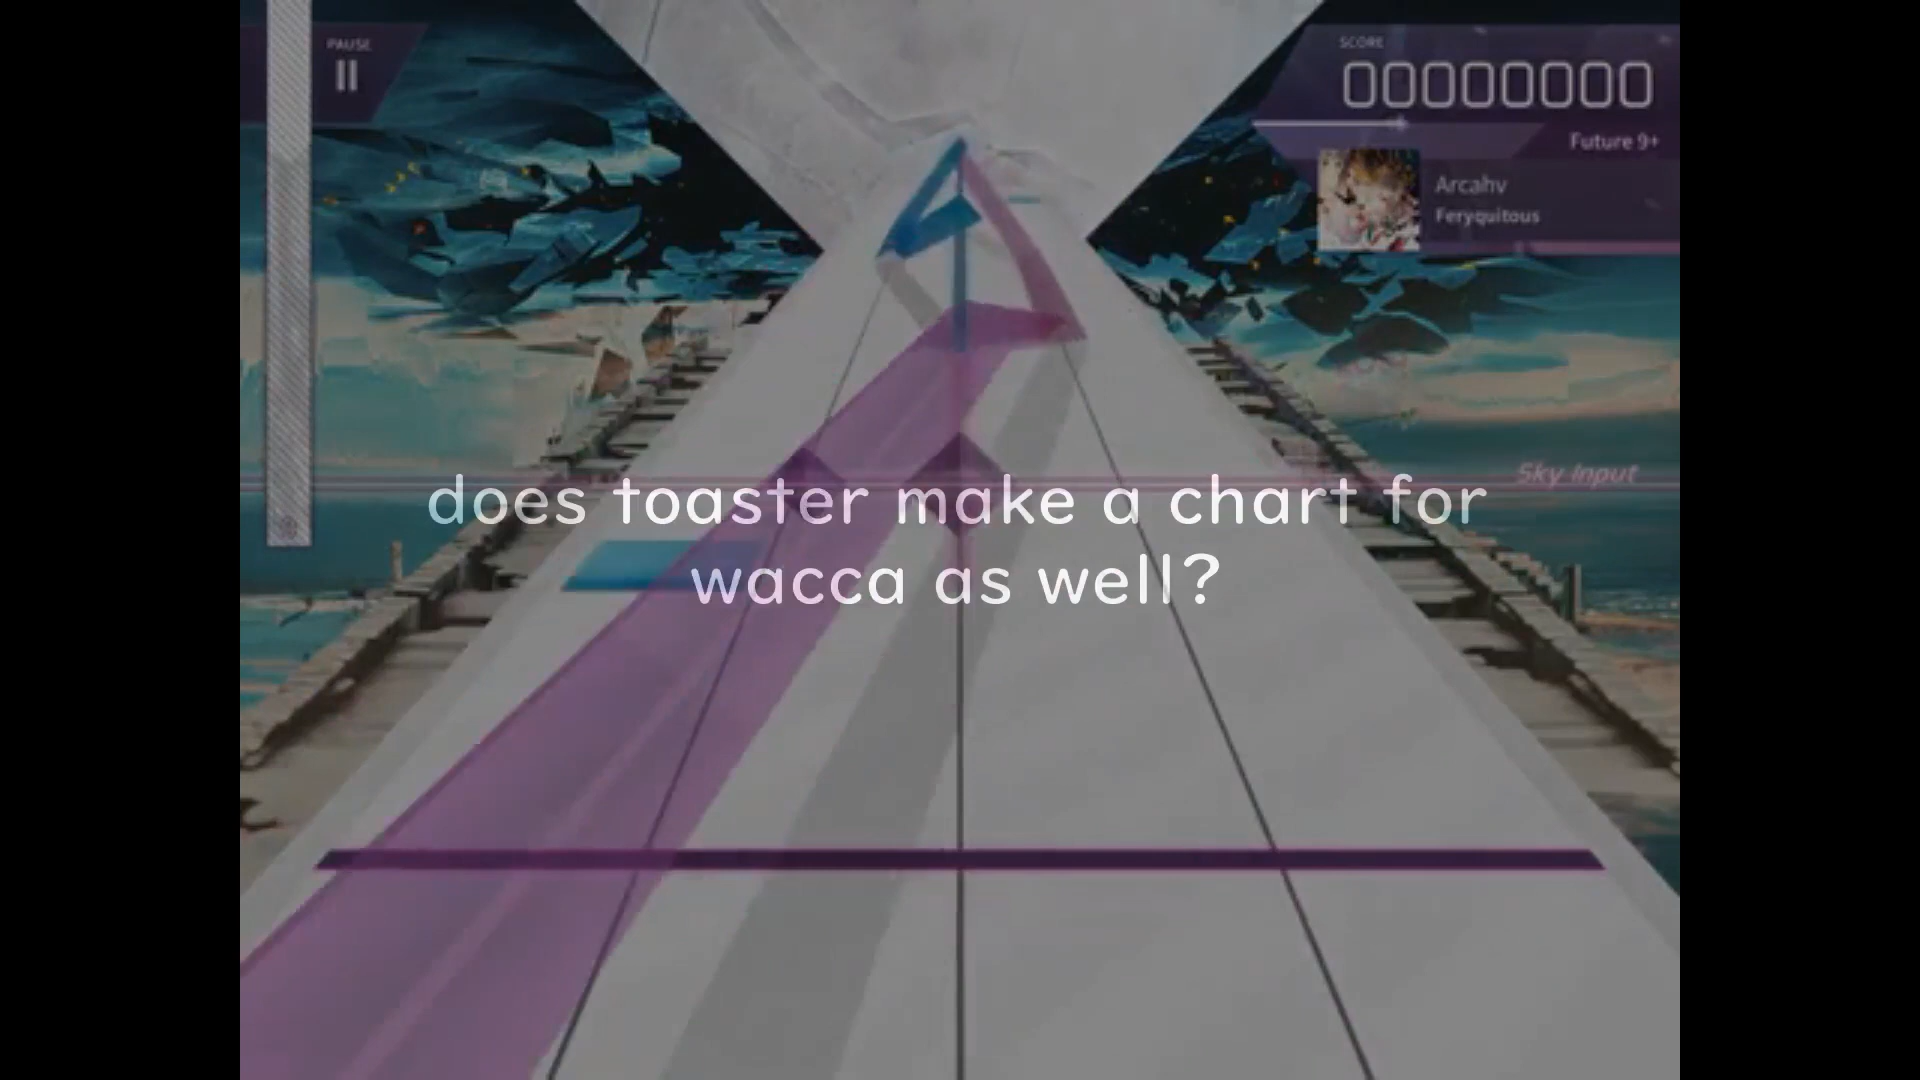 PAUSE
SCORE
00000000
Future 9+
Arcahv
Feryquitous
Sky Input
does toaster make a chart for
wacca as well?